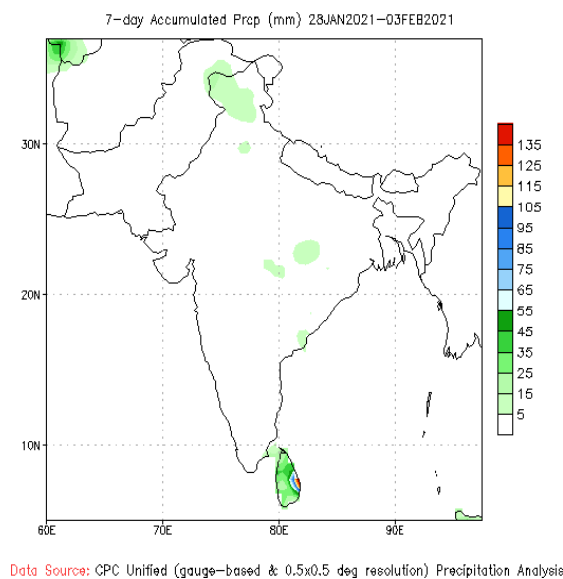 7-day Accumulated Prcp (mm) 28JAN2021-03FEB2021
135
125
115
105
95
85
75
65
55
45
35
25
15
5
30N
20N
10N
60E
70E
80E
90E
Data Source: CPC Unified (gauge-based & 0.5x0.5 deg resolution) Precipitation Analysis